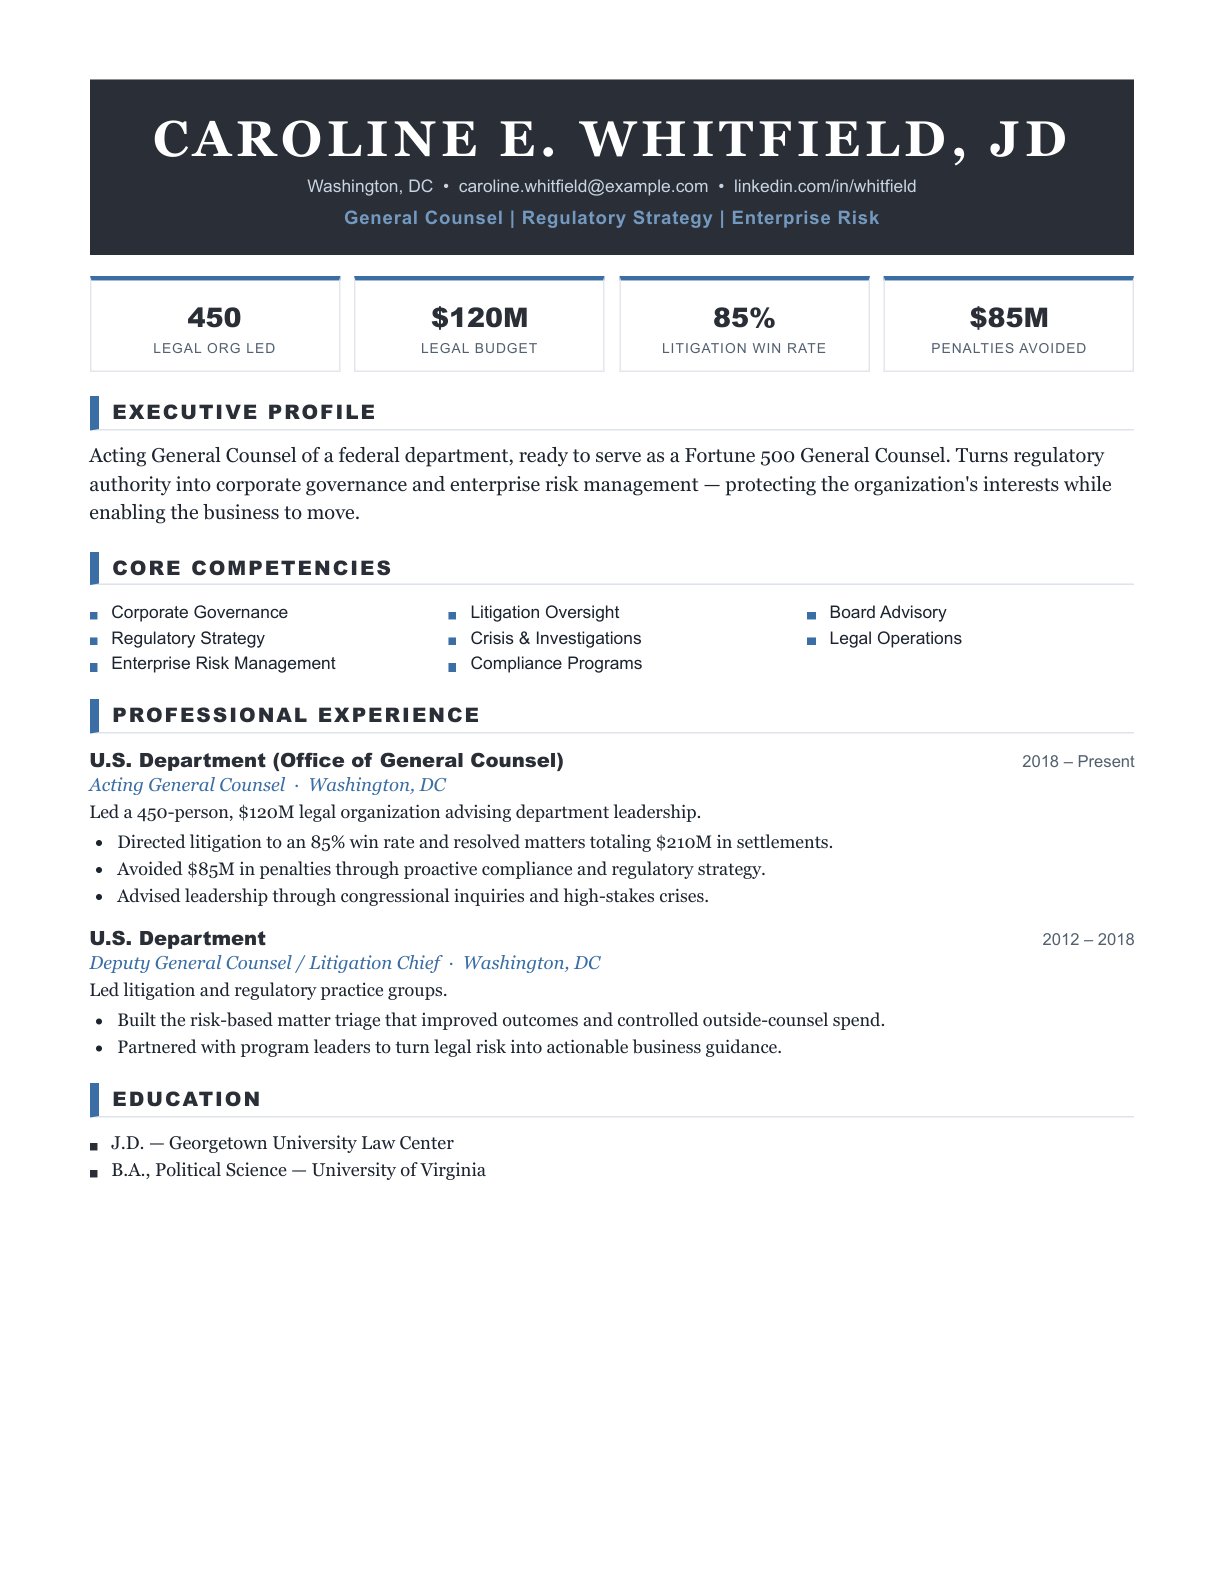 CAROLINE E. WHITFIELD, JD
Washington, DC • caroline.whitfield@example.com • linkedin.com/in/whitfield
General Counsel | Regulatory Strategy | Enterprise Risk
450
LEGAL ORG LED
$120M
LEGAL BUDGET
85%
LITIGATION WIN RATE
$85M
PENALTIES AVOIDED
EXECUTIVE PROFILE
Acting General Counsel of a federal department, ready to serve as a Fortune 500 General Counsel. Turns regulatory
authority into corporate governance and enterprise risk management — protecting the organization's interests while
enabling the business to move.
CORE COMPETENCIES
Corporate Governance
Regulatory Strategy
Enterprise Risk Management
Litigation Oversight
Crisis & Investigations
Compliance Programs
Board Advisory
Legal Operations
PROFESSIONAL EXPERIENCE
U.S. Department (Office of General Counsel) 2018 – Present
Acting General Counsel · Washington, DC
Led a 450-person, $120M legal organization advising department leadership.
• Directed litigation to an 85% win rate and resolved matters totaling $210M in settlements.
• Avoided $85M in penalties through proactive compliance and regulatory strategy.
• Advised leadership through congressional inquiries and high-stakes crises.
U.S. Department 2012 – 2018
Deputy General Counsel / Litigation Chief · Washington, DC
Led litigation and regulatory practice groups.
• Built the risk-based matter triage that improved outcomes and controlled outside-counsel spend.
• Partnered with program leaders to turn legal risk into actionable business guidance.
EDUCATION
J.D. — Georgetown University Law Center
B.A., Political Science — University of Virginia